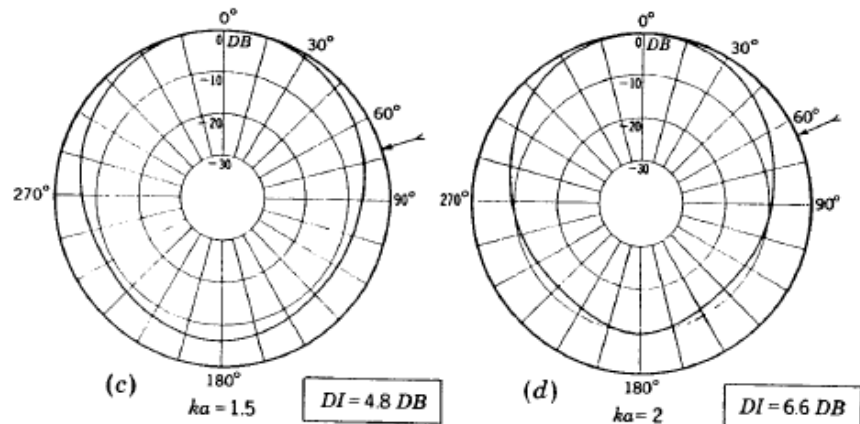 0°
0 DB
30°
-10
-20
60°
-30
270°
90°
180°
(c)
ka = 1.5
DI = 4.8 DB
0°
0 DB
30°
-10
-20
60°
-30
270°
90°
180°
(d)
ka = 2
DI = 6.6 DB